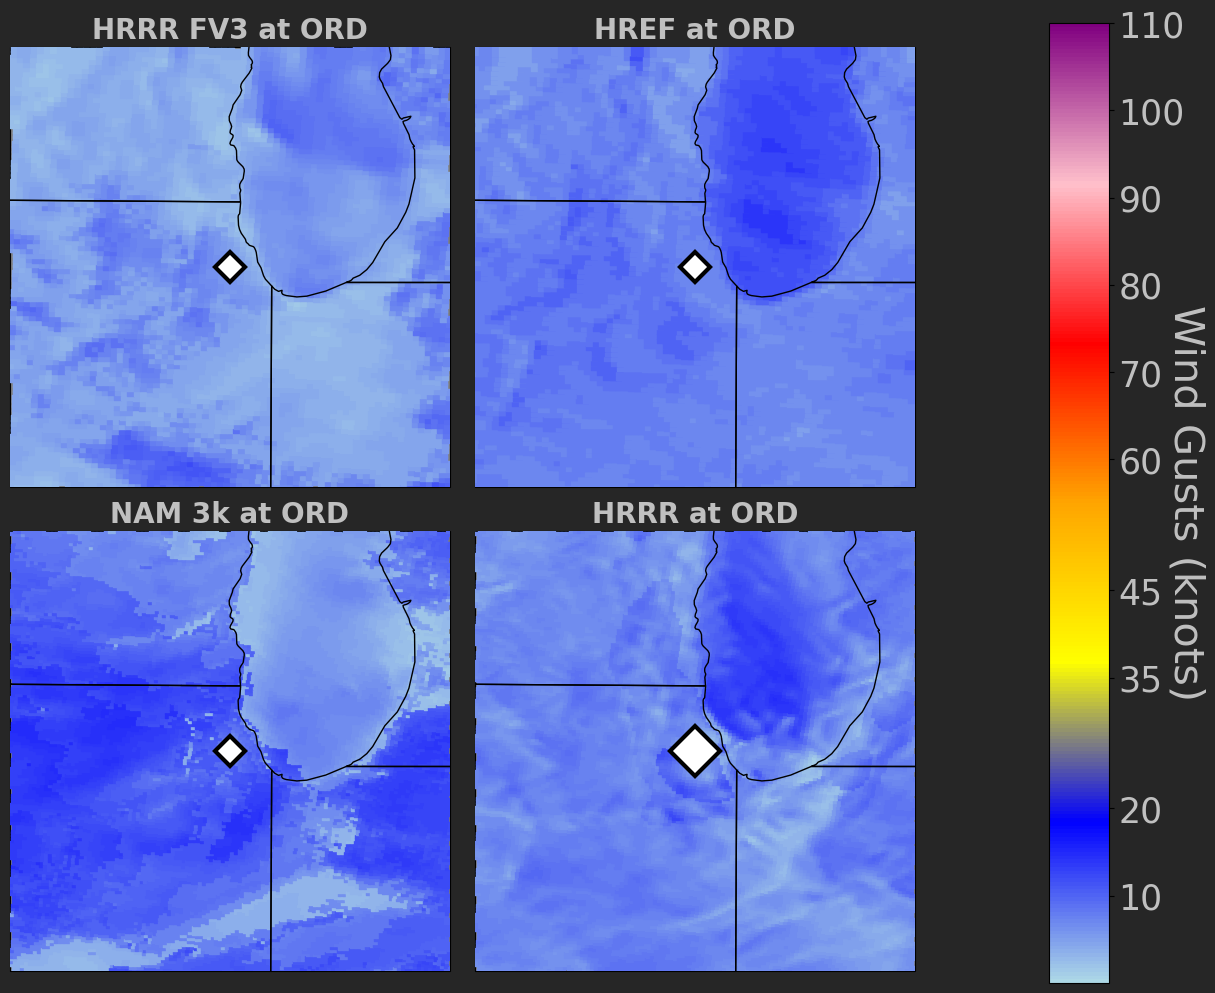 HRRR FV3 at ORD
HREF at ORD
NAM 3k at ORD
HRRR at ORD
110
100
90
80
70
60
45
35
20
10
Wind Gusts (knots)